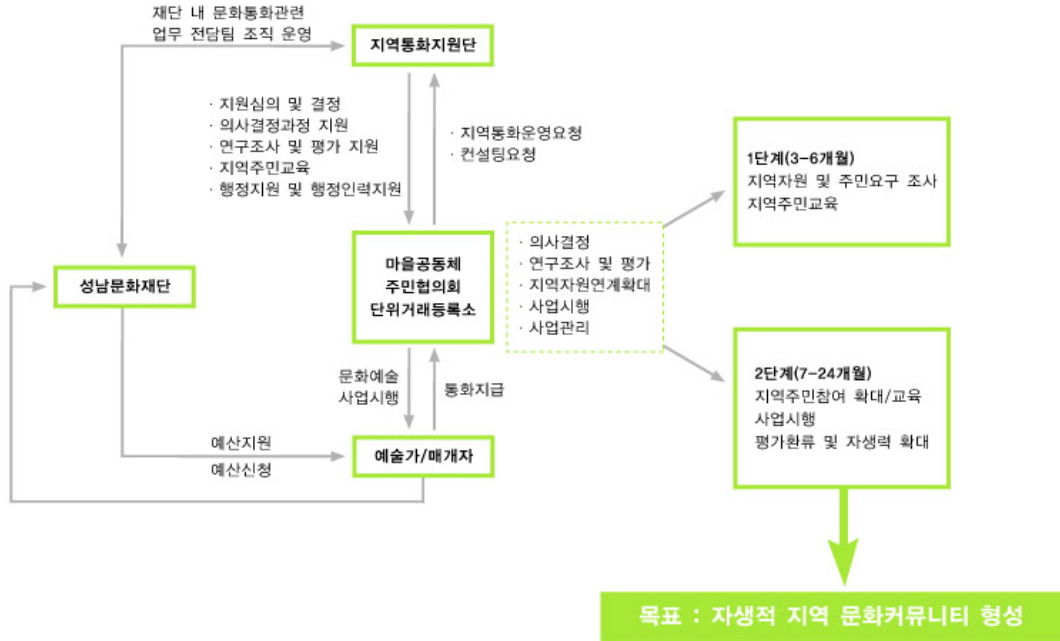 재단 내 문화통화관련
업무 전담팀 조직 운영
지역통화지원단
· 지원심의 및 결정
· 의사결정과정 지원
· 연구조사 및 평가 지원
· 지역주민교육
· 행정지원 및 행정인력지원
· 지역통화운영요청
· 컨설팅요청
성남문화재단
마을공동체
주민협의회
단위거래등록소
· 의사결정
· 연구조사 및 평가
· 지역자원연계확대
· 사업시행
· 사업관리
1단계(3-6개월)
지역자원 및 주민요구 조사
지역주민교육
문화예술
사업시행
통화지급
예산지원
예산신청
예술가/매개자
2단계(7-24개월)
지역주민참여 확대/교육
사업시행
평가환류 및 자생력 확대
목표 : 자생적 지역 문화커뮤니티 형성